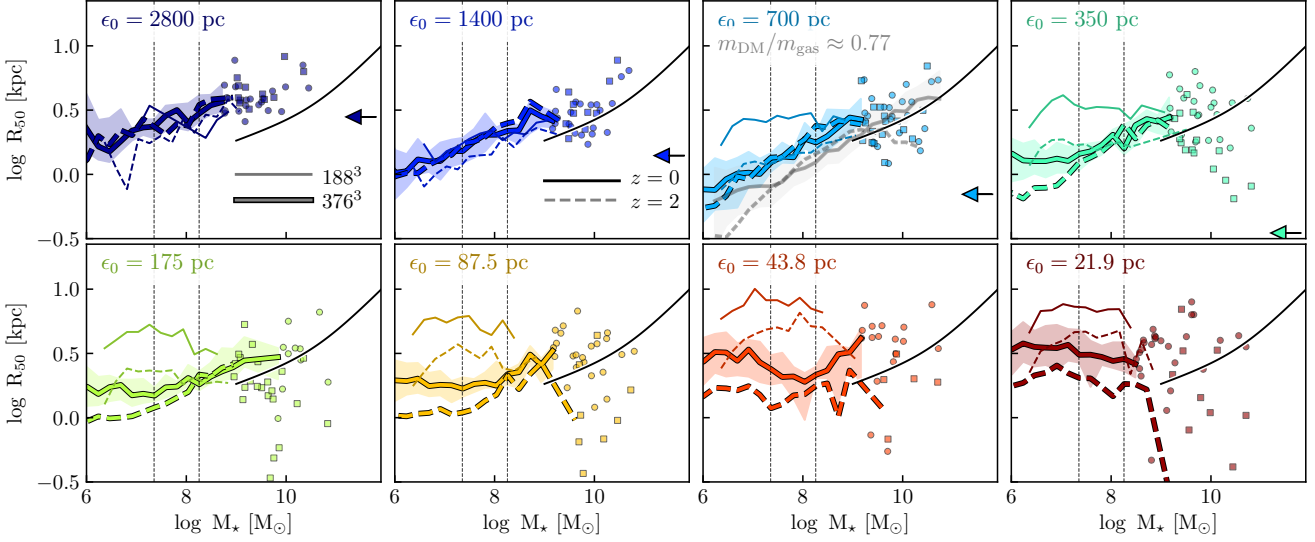 ϵ₀ = 2800 pc
ϵ₀ = 1400 pc
ϵ₀ = 700 pc
m_DM/m_gas ≈ 0.77
ϵ₀ = 350 pc
1.0
0.5
0.0
−0.5
log R₅₀ [kpc]
188³
376³
z = 0
z = 2
ϵ₀ = 175 pc
ϵ₀ = 87.5 pc
ϵ₀ = 43.8 pc
ϵ₀ = 21.9 pc
1.0
0.5
0.0
−0.5
log R₅₀ [kpc]
6 8 10
6 8 10
6 8 10
6 8 10
log M⋆ [M⊙]
log M⋆ [M⊙]
log M⋆ [M⊙]
log M⋆ [M⊙]